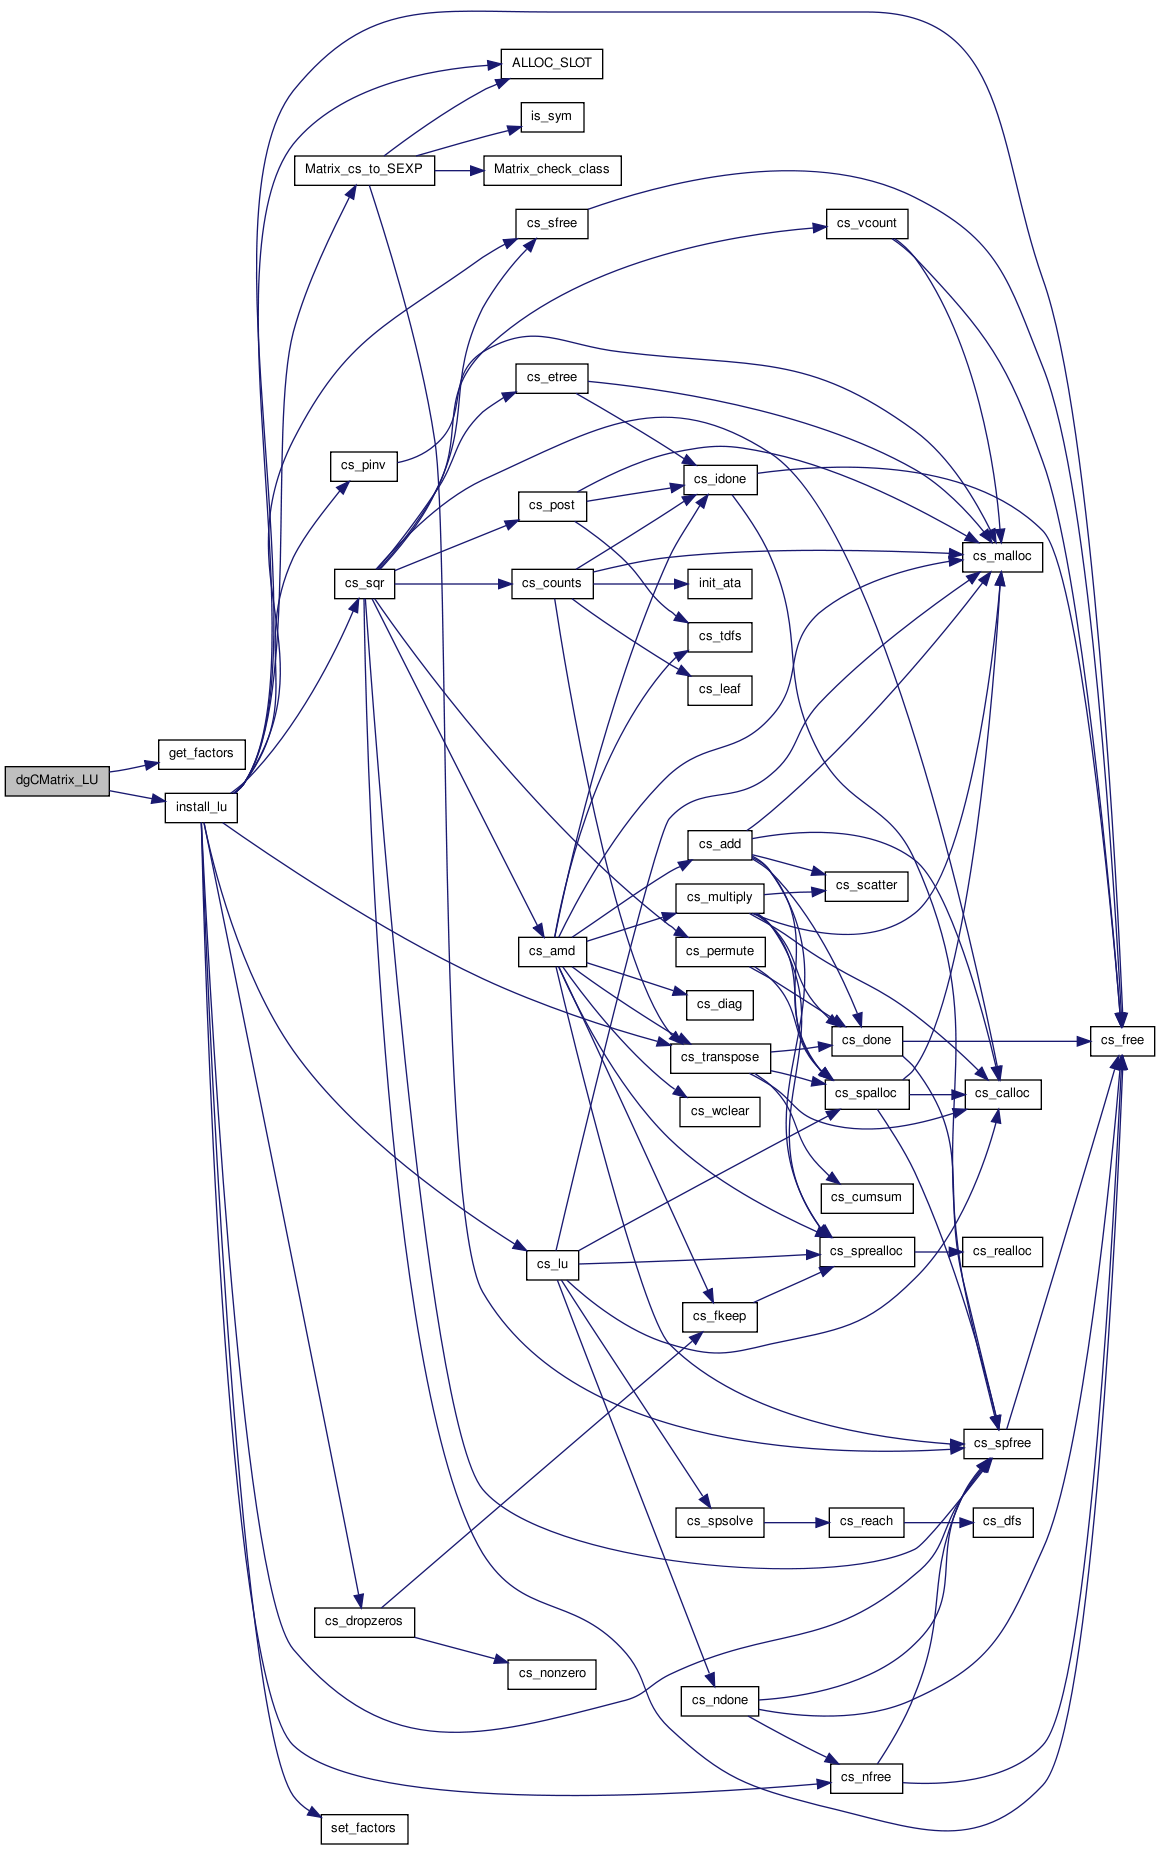 ALLOC_SLOT
is_sym
Matrix_cs_to_SEXP
Matrix_check_class
cs_sfree
cs_vcount
cs_etree
cs_pinv
cs_idone
cs_post
cs_malloc
cs_sqr
cs_counts
init_ata
cs_tdfs
cs_leaf
get_factors
dgCMatrix_LU
install_lu
cs_add
cs_scatter
cs_multiply
cs_amd
cs_permute
cs_diag
cs_done
cs_free
cs_transpose
cs_spalloc
cs_calloc
cs_wclear
cs_cumsum
cs_lu
cs_sprealloc
cs_realloc
cs_fkeep
cs_spfree
cs_spsolve
cs_reach
cs_dfs
cs_dropzeros
cs_nonzero
cs_ndone
cs_nfree
set_factors